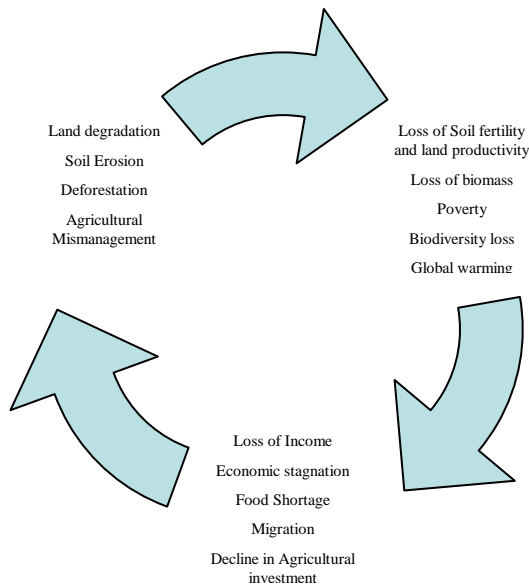 Land degradation
Soil Erosion
Deforestation
Agricultural
Mismanagement
Loss of Soil fertility
and land productivity
Loss of biomass
Poverty
Biodiversity loss
Global warming
Loss of Income
Economic stagnation
Food Shortage
Migration
Decline in Agricultural
investment